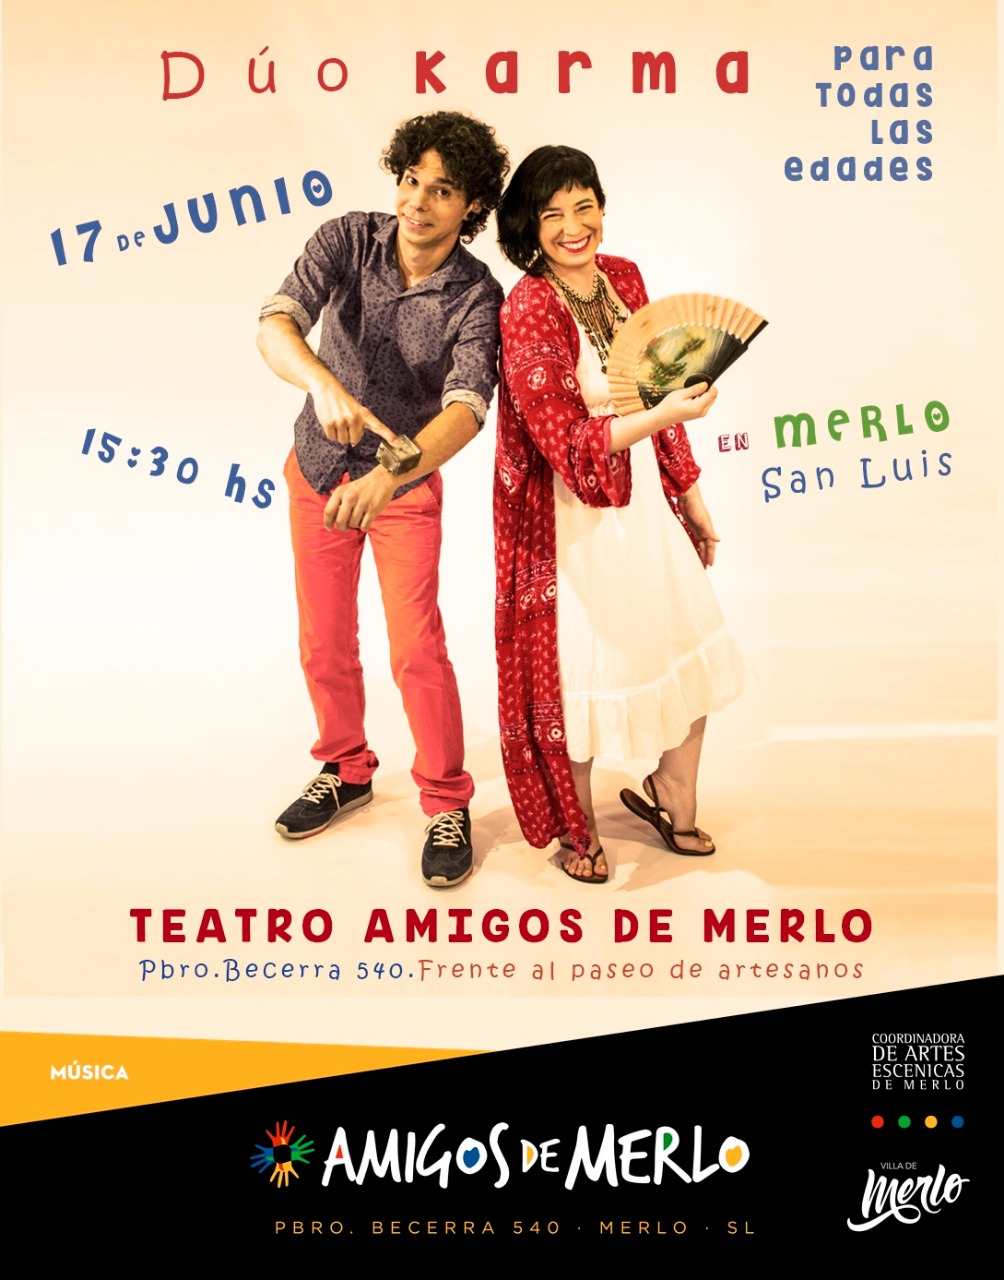 Dúo Karma
para
Todas
Las
edades
17 de JUNIO
15:30 hs
EN MERLO
San Luis
TEATRO AMIGOS DE MERLO
Pbro.Becerra 540.Frente al paseo de artesanos
MÚSICA
COORDINADORA
DE ARTES
ESCENICAS
DE MERLO
AMIGOS DE MERLO
VILLA DE
Merlo
PBRO. BECERRA 540 · MERLO · SL